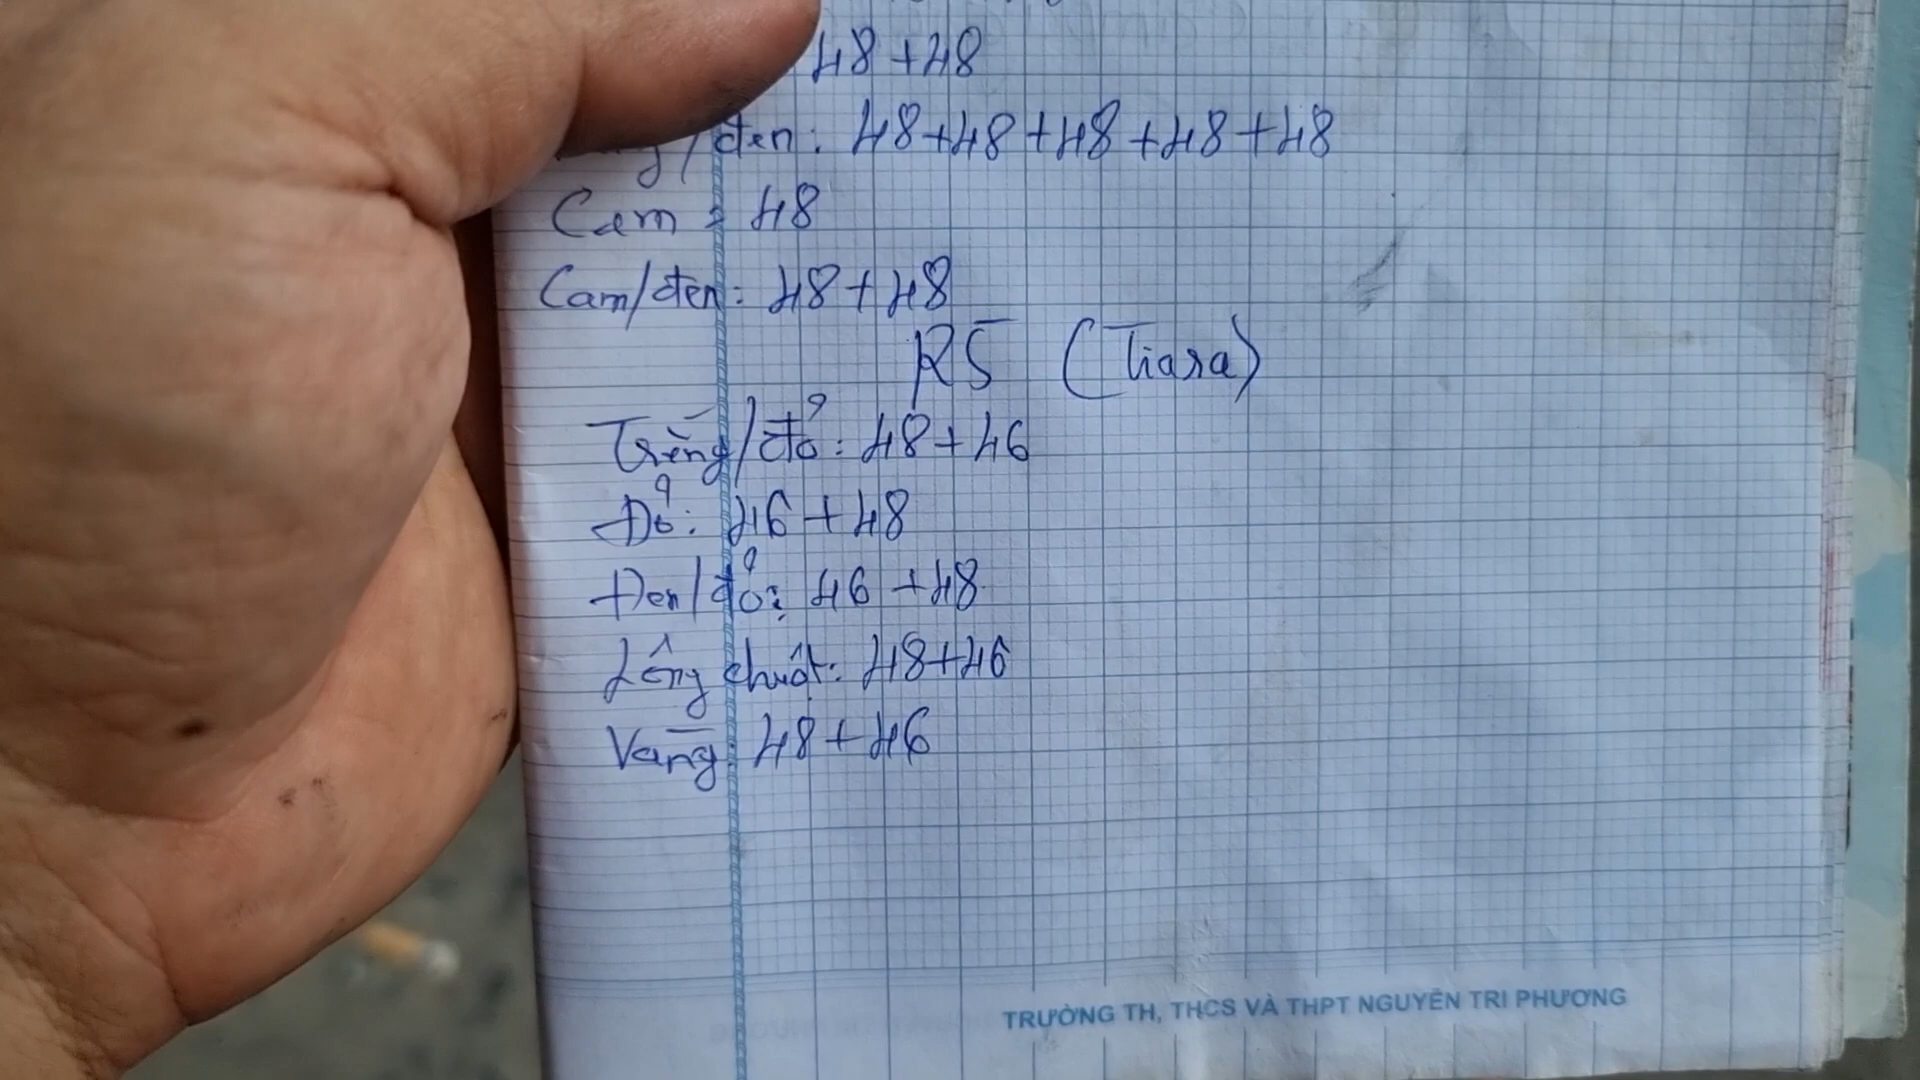 48+48
/đen: 48+48+48+48+48
Cam: 48
Cam/đen: 48+48
R5 (Tiara)
Trắng/đỏ: 48+46
Đỏ: 46+48
Đen/đỏ: 46+48
Lông chuột: 48+46
Vàng: 48+46
TRƯỜNG TH, THCS VÀ THPT NGUYỄN TRI PHƯƠNG